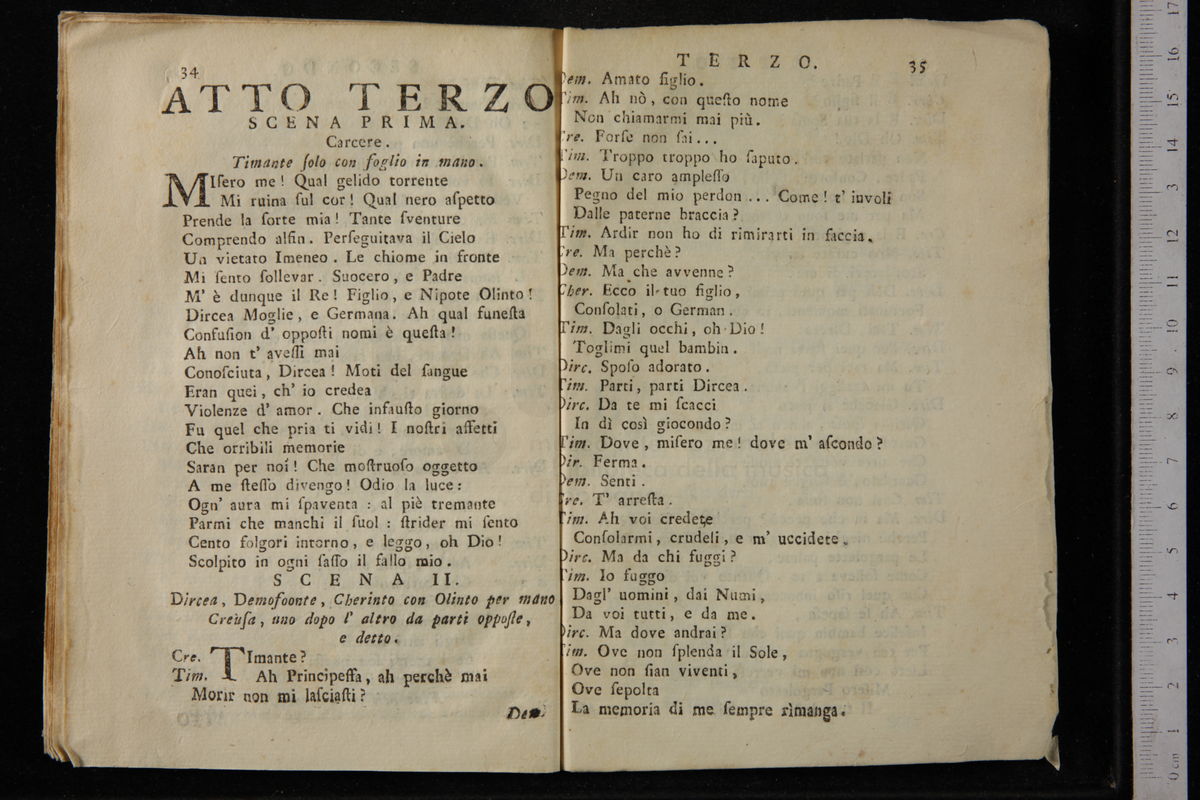 34
ATTO TERZO
SCENA PRIMA.
Carcere.
Timante ſolo con foglio in mano.
MIſero me! Qual gelido torrente
Mi ruina ſul cor! Qual nero aſpetto
Prende la ſorte mia! Tante ſventure
Comprendo alfin. Perſeguitava il Cielo
Un vietato Imeneo. Le chiome in fronte
Mi ſento ſollevar. Suocero, e Padre
M' è dunque il Re! Figlio, e Nipote Olinto!
Dircea Moglie, e Germana. Ah qual funeſta
Confuſion d' oppoſti nomi è queſta!
Ah non t' aveſſi mai
Conoſciuta, Dircea! Moti del ſangue
Eran quei, ch' io credea
Violenze d' amor. Che infauſto giorno
Fu quel che pria ti vidi! I noſtri affetti
Che orribili memorie
Saran per noi! Che moſtruoſo oggetto
A me ſteſſo divengo! Odio la luce:
Ogn' aura mi ſpaventa: al piè tremante
Parmi che manchi il ſuol: ſtrider mi ſento
Cento folgori intorno, e leggo, oh Dio!
Scolpito in ogni ſaſſo il fallo mio.
SCENA II.
Dircea, Demofoonte, Cherinto con Olinto per mano
Creuſa, uno dopo l' altro da parti oppoſte,
e detto.
Cre. TImante?
Tim. Ah Principeſſa, ah perchè mai
Morir non mi laſciaſti?
Dem.
TERZO. 35
Dem. Amato figlio.
Tim. Ah nò, con queſto nome
Non chiamarmi mai più.
Cre. Forſe non ſai...
Tim. Troppo troppo ho ſaputo.
Dem. Un caro ampleſſo
Pegno del mio perdon... Come! t' involi
Dalle paterne braccia?
Tim. Ardir non ho di rimirarti in faccia.
Cre. Ma perchè?
Dem. Ma che avvenne?
Cher. Ecco il tuo figlio,
Conſolati, o German.
Tim. Dagli occhi, oh Dio!
Toglimi quel bambin.
Dirc. Spoſo adorato.
Tim. Parti, parti Dircea.
Dirc. Da te mi ſcacci
In dì così giocondo?
Tim. Dove, miſero me! dove m' aſcondo?
Dir. Ferma.
Dem. Senti.
Cre. T' arreſta.
Tim. Ah voi credete
Conſolarmi, crudeli, e m' uccidete.
Dirc. Ma da chi fuggi?
Tim. Io fuggo
Dagl' uomini, dai Numi,
Da voi tutti, e da me.
Dirc. Ma dove andrai?
Tim. Ove non ſplenda il Sole,
Ove non ſian viventi,
Ove ſepolta
La memoria di me ſempre rìmanga.